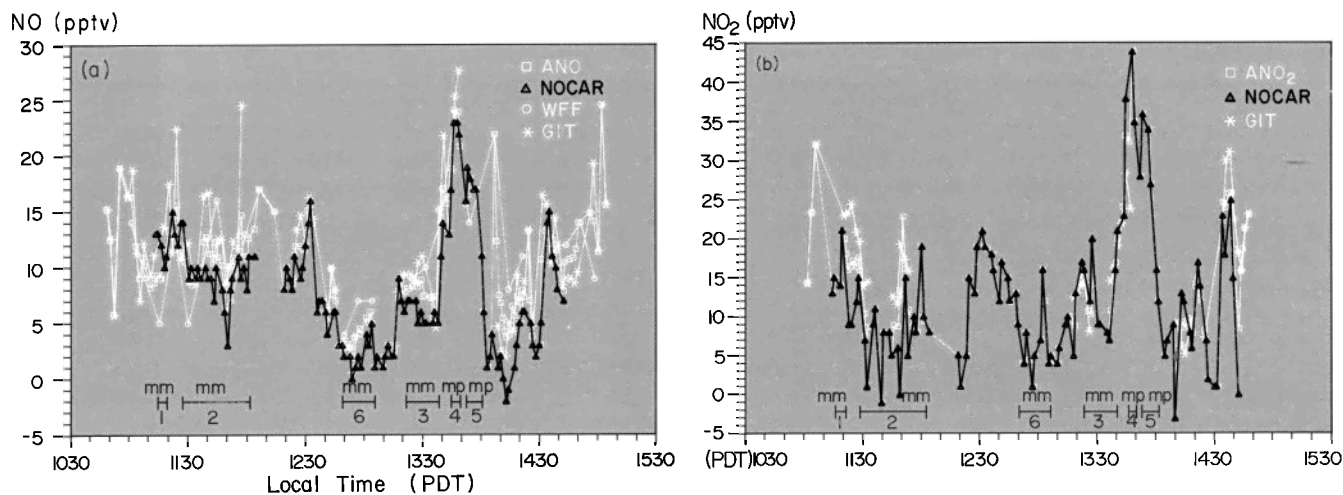 NO (pptv)
30
25
20
15
10
5
0
-5
(a)
ANO
NOCAR
WFF
GIT
mm
mm
mm
mm
mp
mp
1
2
6
3
4
5
1030
1130
1230
1330
1430
1530
Local Time (PDT)
NO2 (pptv)
45
40
35
30
25
20
15
10
5
0
-5
(b)
ANO2
NOCAR
GIT
mm
mm
mm
mm
mp
mp
1
2
6
3
4
5
(PDT)
1030
1130
1230
1330
1430
1530